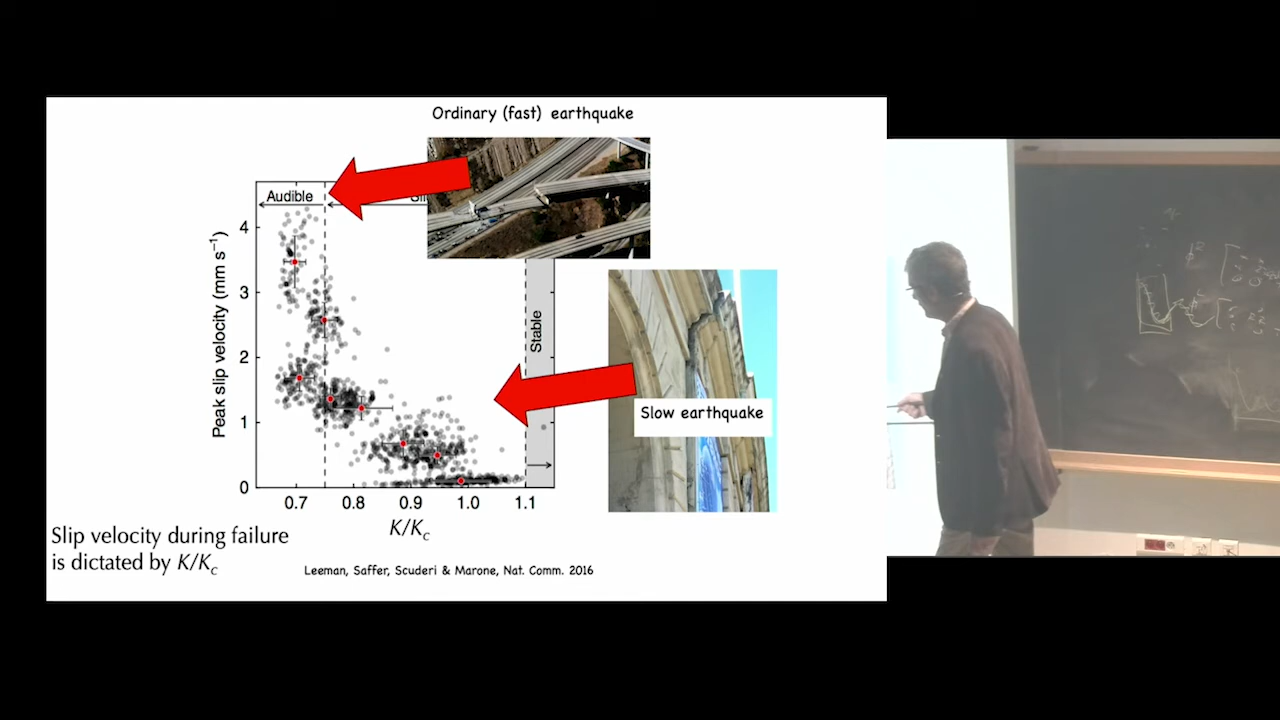 Ordinary (fast) earthquake
Audible
Peak slip velocity (mm s⁻¹)
4
3
2
1
0
0.7
0.8
0.9
1.0
1.1
K/Kc
Stable
Slow earthquake
Slip velocity during failure
is dictated by K/Kc
Leeman, Saffer, Scuderi & Marone, Nat. Comm. 2016